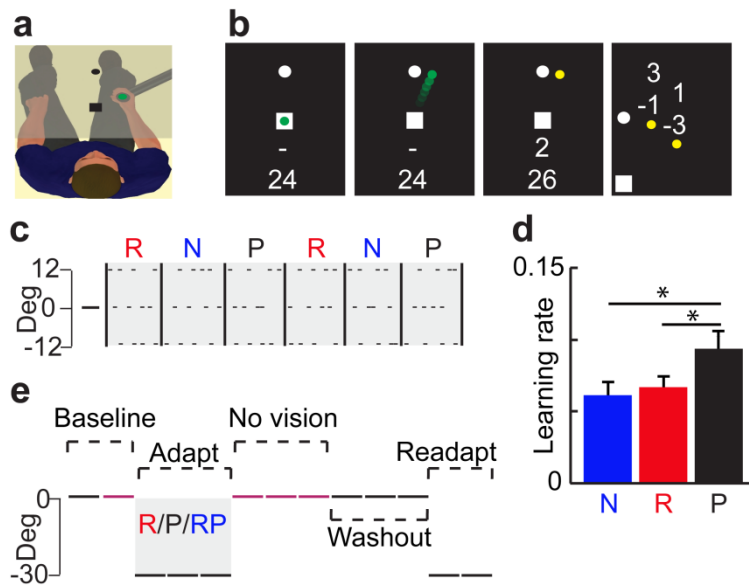 a
b
3
1
-1
-3
- - 2
24 24 26
c
R N P R N P
12
0
-12
Deg
d
0.15
0
Learning rate
* 
*
N R P
e
Baseline
No vision
Adapt
Readapt
0
-30
Deg
R/P/RP
Washout